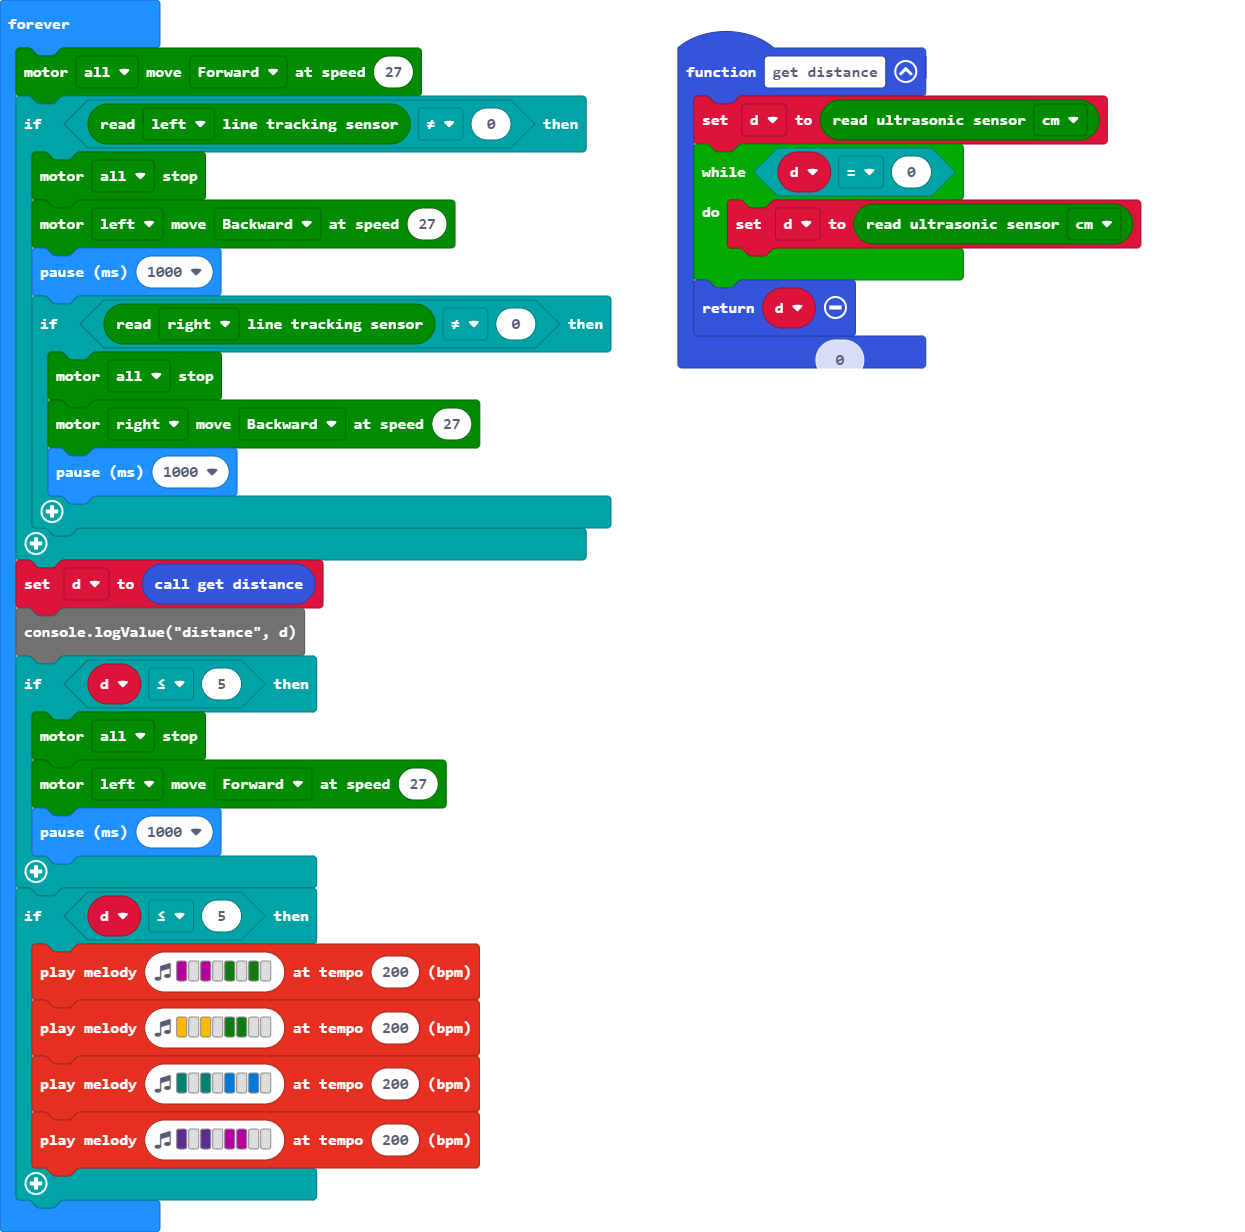 forever
motor all move Forward at speed 27
if read left line tracking sensor ≠ 0 then
motor all stop
motor left move Backward at speed 27
pause (ms) 1000
if read right line tracking sensor ≠ 0 then
motor all stop
motor right move Backward at speed 27
pause (ms) 1000
set d to call get distance
console.logValue("distance", d)
if d ≤ 5 then
motor all stop
motor left move Forward at speed 27
pause (ms) 1000
if d ≤ 5 then
play melody at tempo 200 (bpm)
play melody at tempo 200 (bpm)
play melody at tempo 200 (bpm)
play melody at tempo 200 (bpm)
function get distance
set d to read ultrasonic sensor cm
while d = 0
do set d to read ultrasonic sensor cm
return d
0